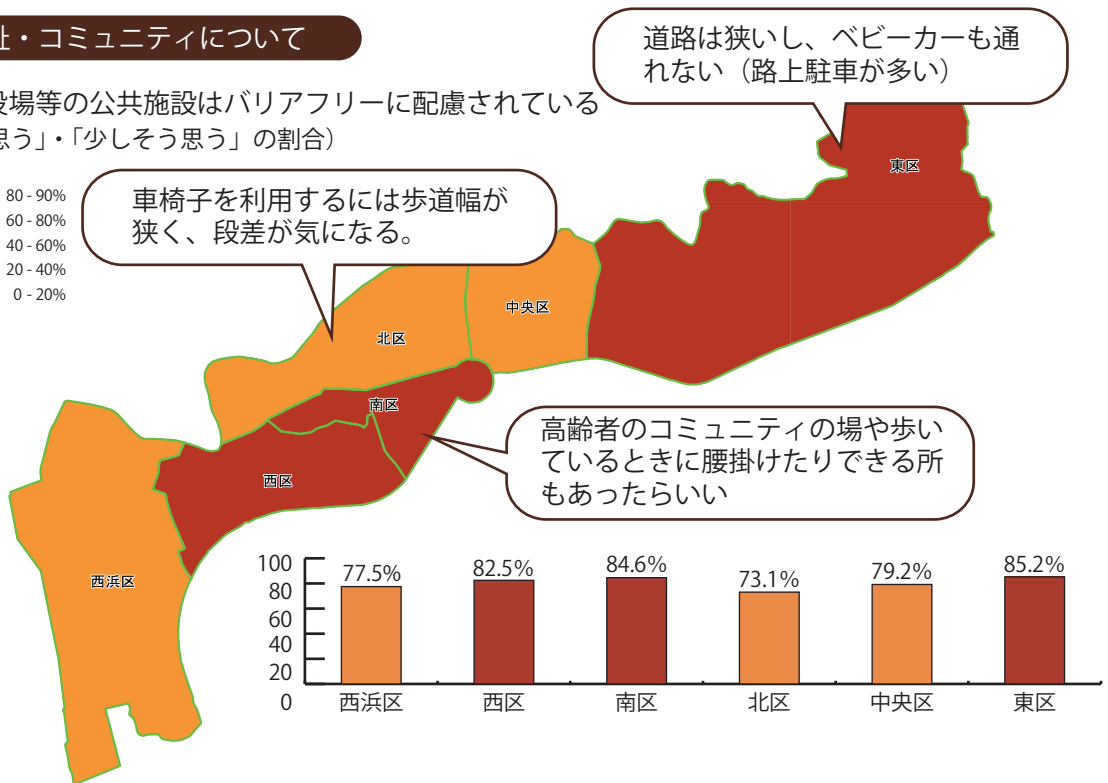 祉・コミュニティについて
役場等の公共施設はバリアフリーに配慮されている
思う」・「少しそう思う」の割合）
80 - 90%
60 - 80%
40 - 60%
20 - 40%
0 - 20%
道路は狭いし、ベビーカーも通
れない（路上駐車が多い）
車椅子を利用するには歩道幅が
狭く、段差が気になる。
東区
中央区
北区
南区
西区
西浜区
高齢者のコミュニティの場や歩い
ているときに腰掛けたりできる所
もあったらいい
100
80
60
40
20
0
77.5%
82.5%
84.6%
73.1%
79.2%
85.2%
西浜区
西区
南区
北区
中央区
東区